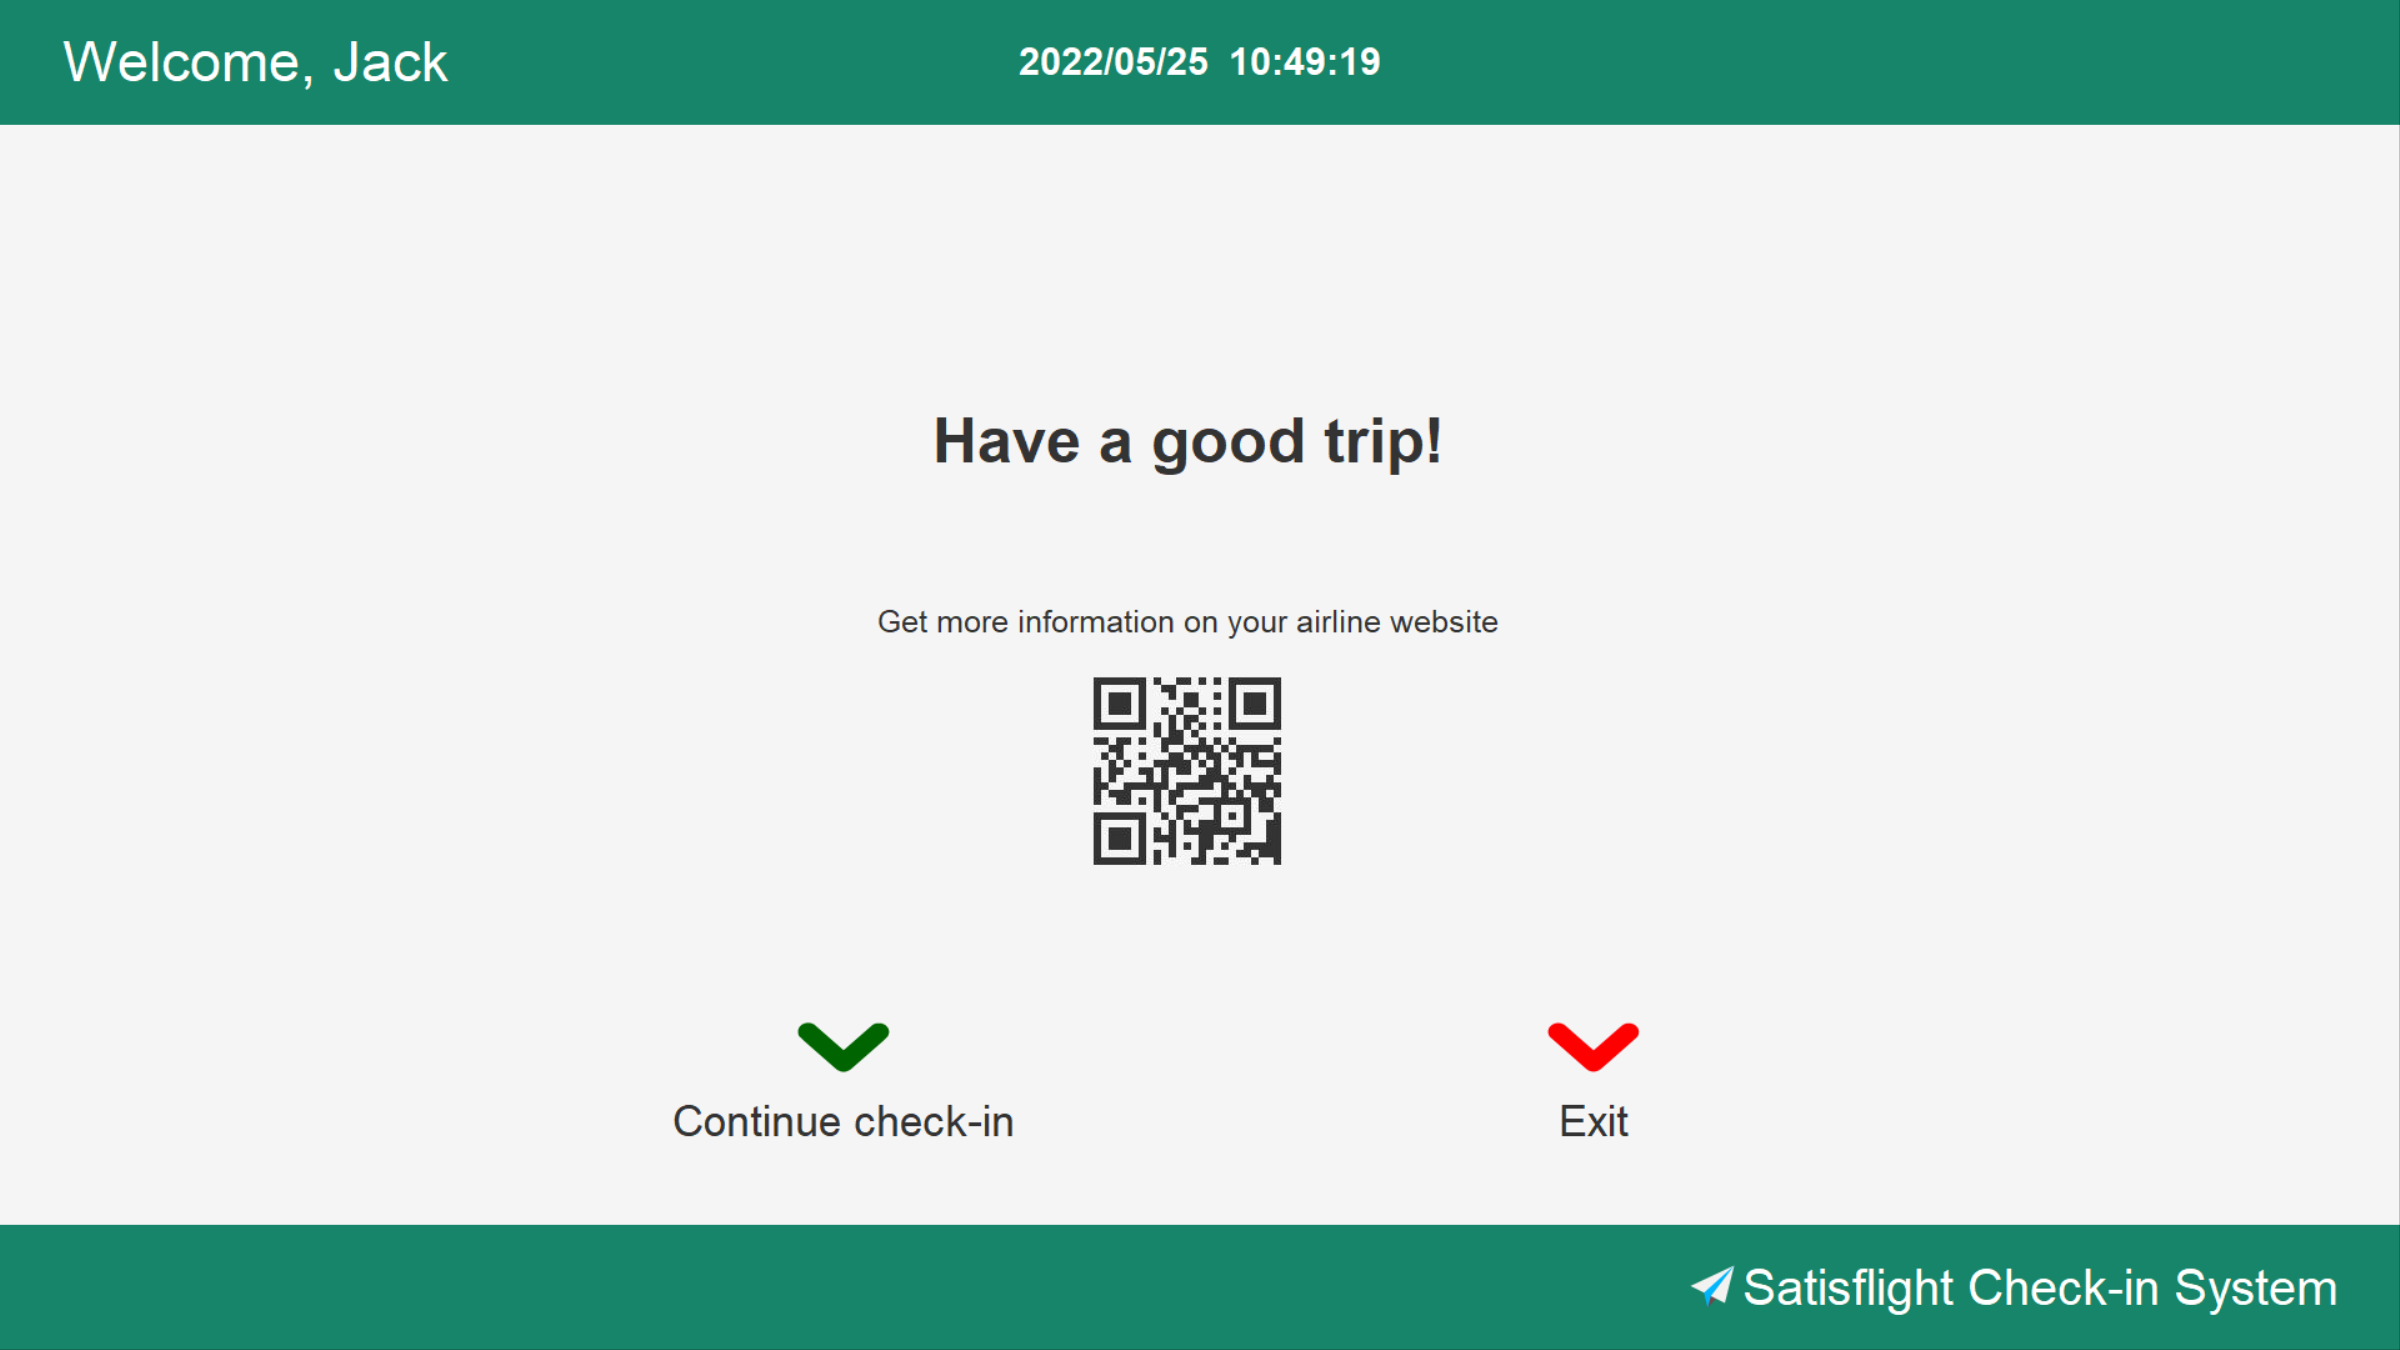 Welcome, Jack
2022/05/25 10:49:19
Have a good trip!
Get more information on your airline website
Continue check-in
Exit
Satisflight Check-in System